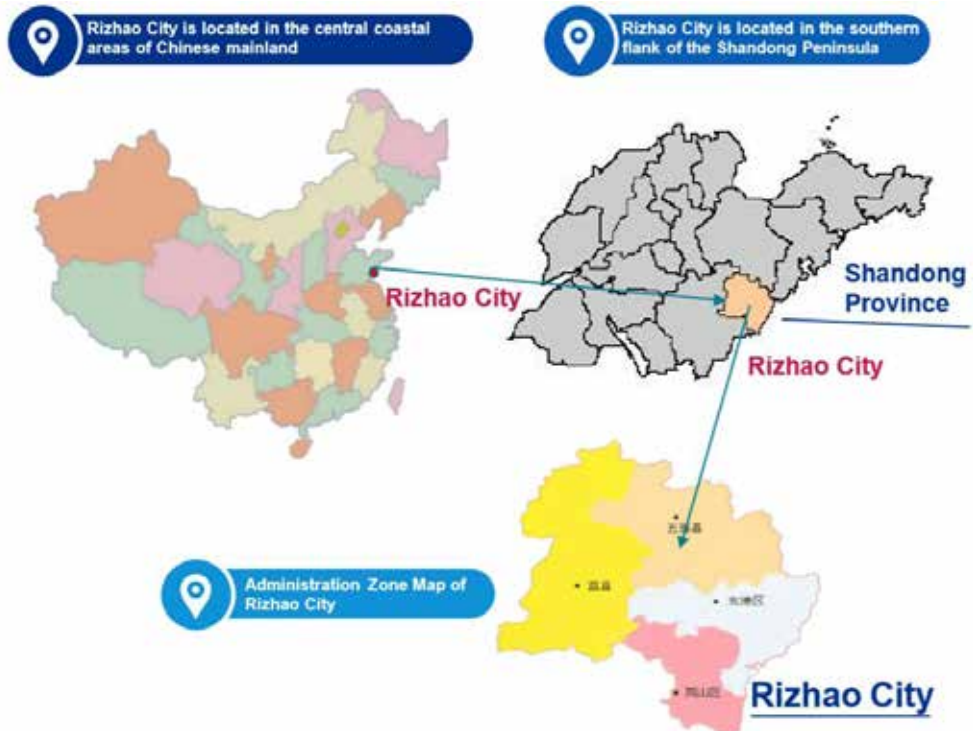 Rizhao City is located in the central coastal
areas of Chinese mainland
Rizhao City is located in the southern
flank of the Shandong Peninsula
Rizhao City
Shandong
Province
Rizhao City
五莲县
莒县
东港区
岚山区
Administration Zone Map of
Rizhao City
Rizhao City